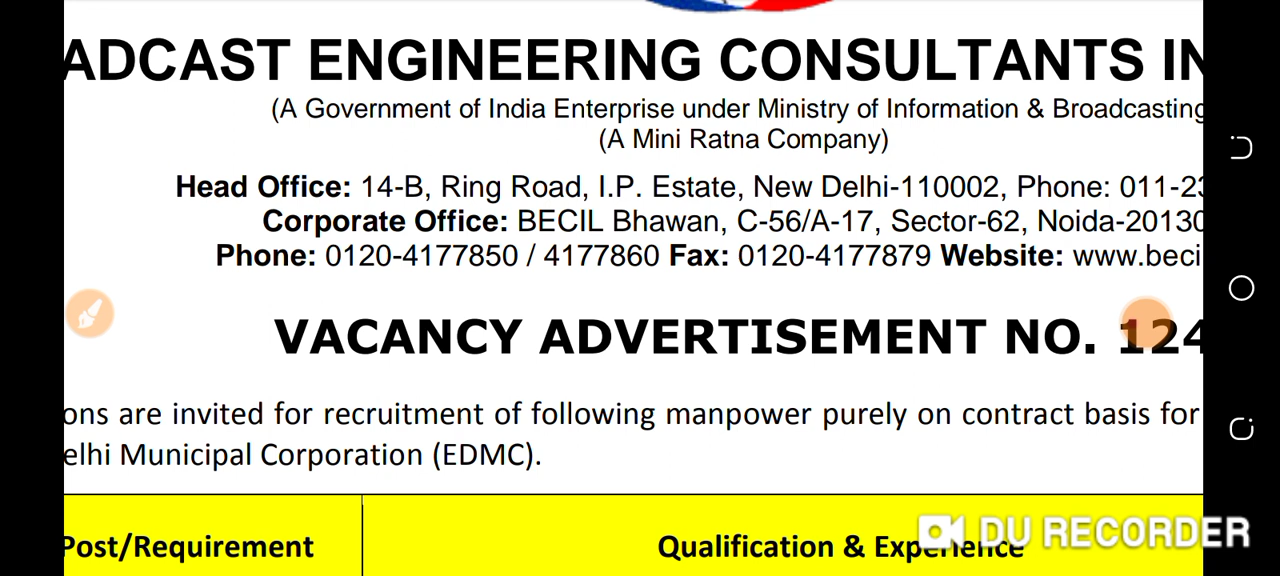 ADCAST ENGINEERING CONSULTANTS IN
(A Government of India Enterprise under Ministry of Information & Broadcasting
(A Mini Ratna Company)
Head Office: 14-B, Ring Road, I.P. Estate, New Delhi-110002, Phone: 011-23
Corporate Office: BECIL Bhawan, C-56/A-17, Sector-62, Noida-20130
Phone: 0120-4177850 / 4177860 Fax: 0120-4177879 Website: www.beci
VACANCY ADVERTISEMENT NO. 124
ons are invited for recruitment of following manpower purely on contract basis for
elhi Municipal Corporation (EDMC).
Post/Requirement
Qualification & Experience
DU RECORDER